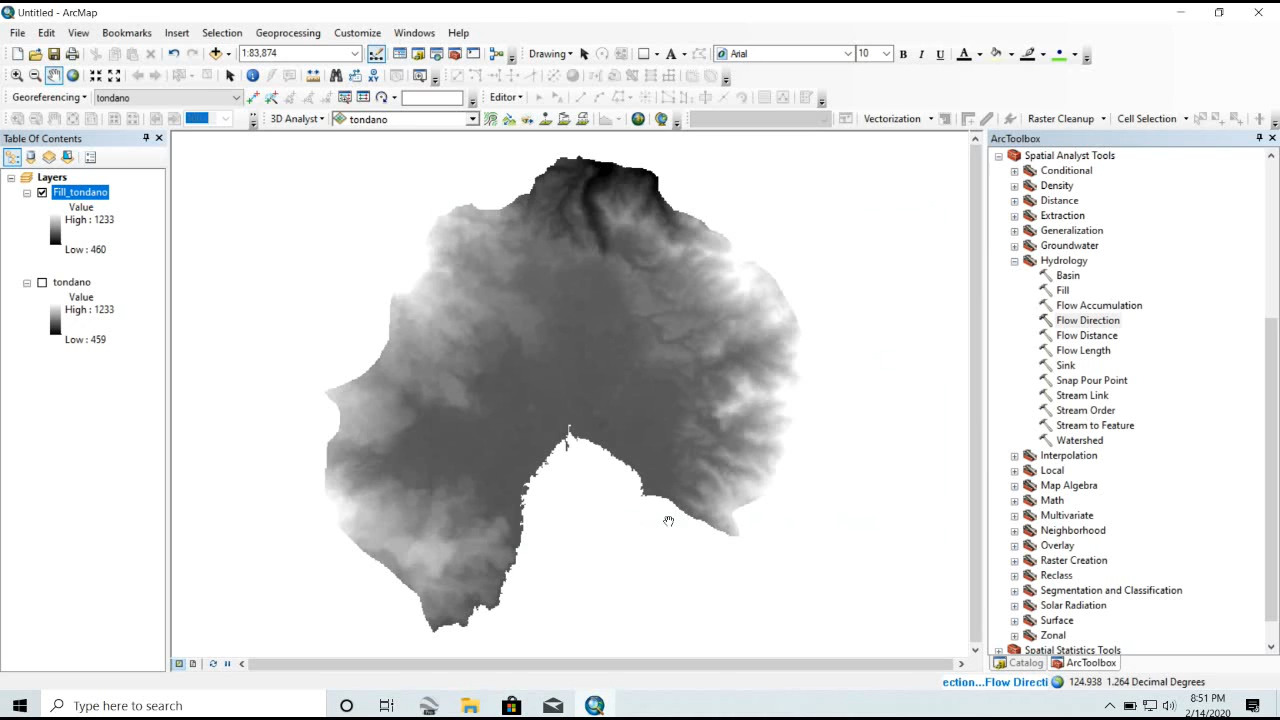 Untitled - ArcMap
File Edit View Bookmarks Insert Selection Geoprocessing Customize Windows Help
1:83,874 Drawing Arial 10 B I U A
Georeferencing tondano Editor
3D Analyst tondano Vectorization Raster Cleanup Cell Selection
Table Of Contents
Layers
Fill_tondano
Value
High : 1233
Low : 460
tondano
Value
High : 1233
Low : 459
ArcToolbox
Spatial Analyst Tools
Conditional
Density
Distance
Extraction
Generalization
Groundwater
Hydrology
Basin
Fill
Flow Accumulation
Flow Direction
Flow Distance
Flow Length
Sink
Snap Pour Point
Stream Link
Stream Order
Stream to Feature
Watershed
Interpolation
Local
Map Algebra
Math
Multivariate
Neighborhood
Overlay
Raster Creation
Reclass
Segmentation and Classification
Solar Radiation
Surface
Zonal
Spatial Statistics Tools
Catalog ArcToolbox
ection...Flow Directi 124.938 1.264 Decimal Degrees
Type here to search
8:51 PM
2/14/2020